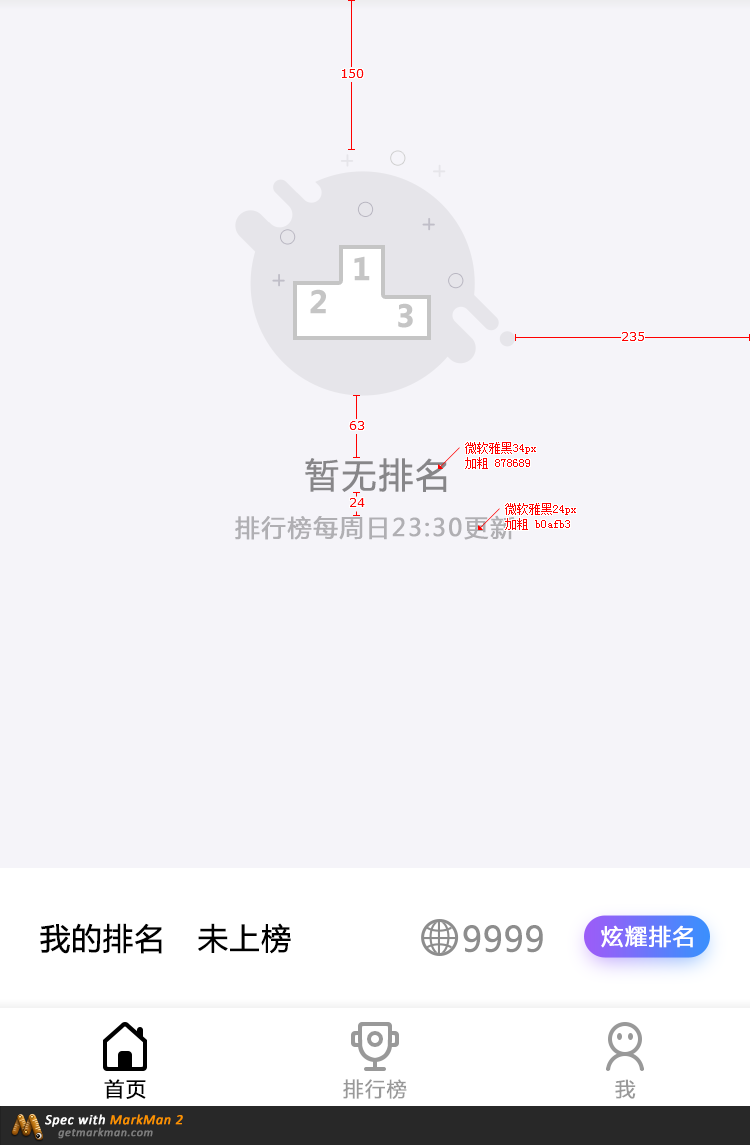 150
1
2
3
235
63
微软雅黑34px
加粗 878689
暂无排名
24
微软雅黑24px
加粗 b0afb3
排行榜每周日23:30更新
我的排名 未上榜 9999 炫耀排名
首页 排行榜 我
Spec with MarkMan 2
getmarkman.com